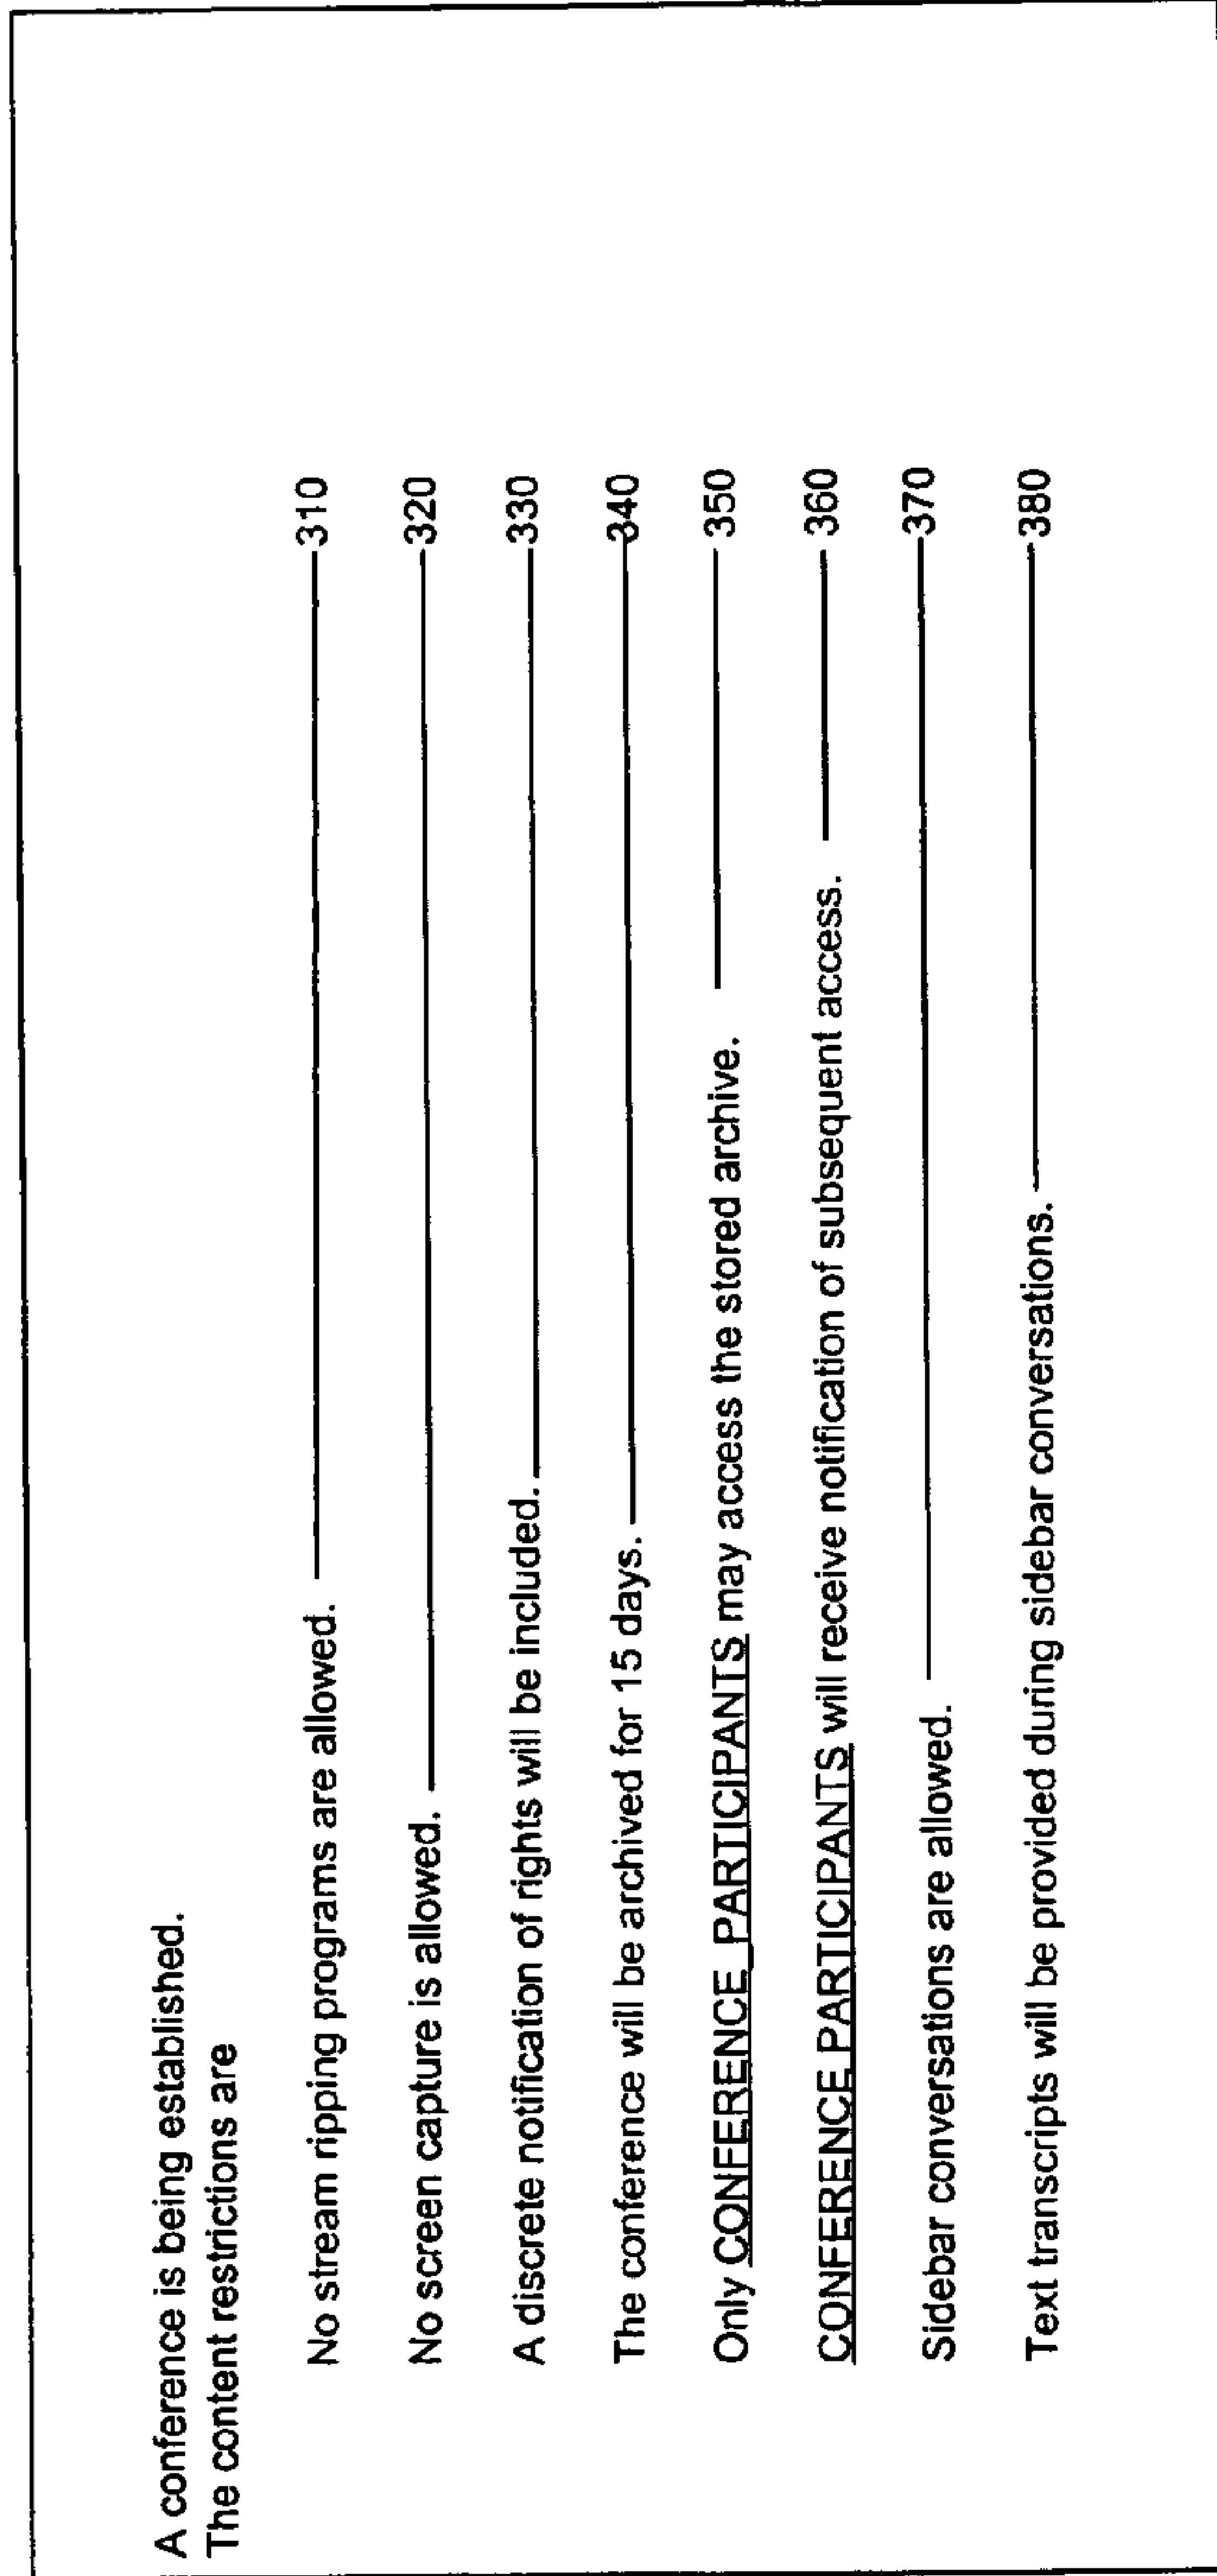 A conference is being established.
The content restrictions are
No stream ripping programs are allowed. 310
No screen capture is allowed. 320
A discrete notification of rights will be included. 330
The conference will be archived for 15 days. 340
Only CONFERENCE PARTICIPANTS may access the stored archive. 350
CONFERENCE PARTICIPANTS will receive notification of subsequent access. 360
Sidebar conversations are allowed. 370
Text transcripts will be provided during sidebar conversations. 380